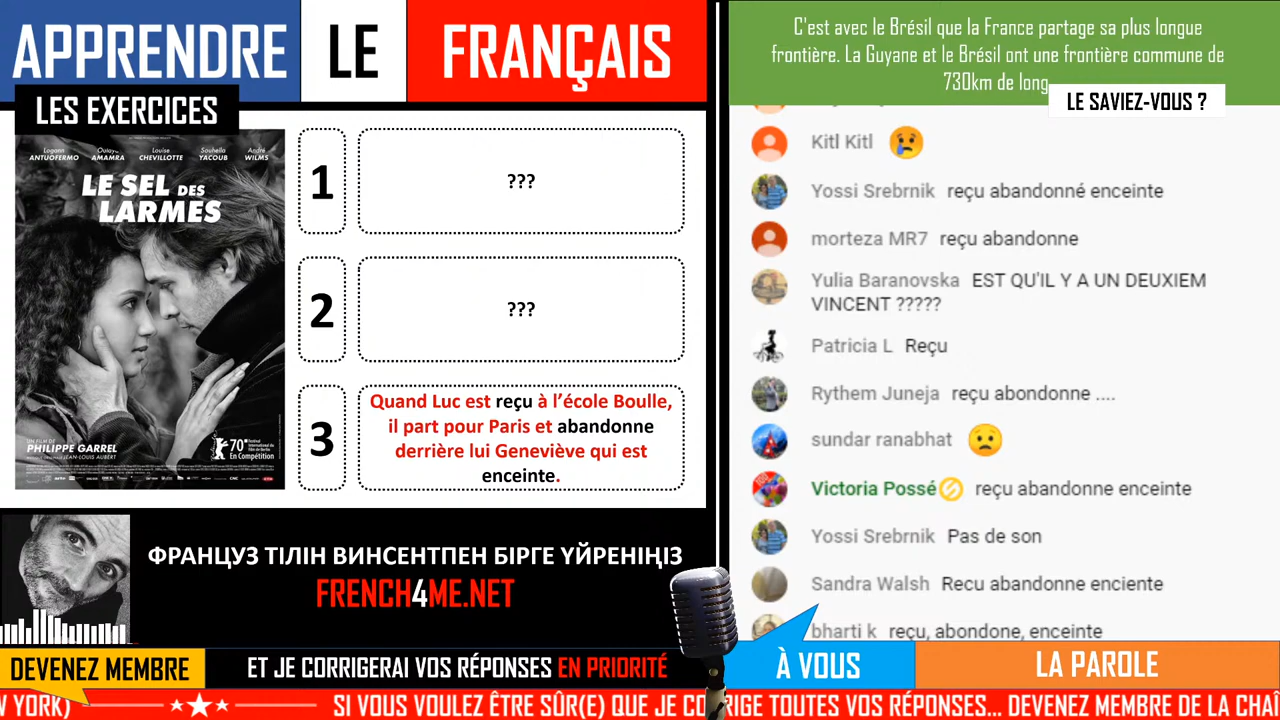 APPRENDRE LE FRANÇAIS
LES EXERCICES
Logann ANTUOFERMO
Oulaya AMAMRA
Louise CHEVILLOTTE
Souheila YACOUB
André WILMS
LE SEL DES
LARMES
UN FILM DE
PHILIPPE GARREL
70e
En Compétition
1
???
2
???
3
Quand Luc est reçu à l'école Boulle,
il part pour Paris et abandonne
derrière lui Geneviève qui est
enceinte.
ФРАНЦУЗ ТІЛІН ВИНСЕНТПЕН БІРГЕ ҮЙРЕНІҢІЗ
FRENCH4ME.NET
DEVENEZ MEMBRE
ET JE CORRIGERAI VOS RÉPONSES EN PRIORITÉ
W YORK)
SI VOUS VOULEZ ÊTRE SÛR(E) QUE JE CORRIGE TOUTES VOS RÉPONSES... DEVENEZ MEMBRE DE LA CHAÎ
C'est avec le Brésil que la France partage sa plus longue
frontière. La Guyane et le Brésil ont une frontière commune de
730km de long
LE SAVIEZ-VOUS ?
Kitl Kitl 😢
Yossi Srebrnik reçu abandonné enceinte
morteza MR7 reçu abandonne
Yulia Baranovska EST QU'IL Y A UN DEUXIEM
VINCENT ?????
Patricia L Reçu
Rythem Juneja reçu abondonne ....
sundar ranabhat 😟
Victoria Possé reçu abandonne enceinte
Yossi Srebrnik Pas de son
Sandra Walsh Recu abandonne enciente
bharti k reçu, abondone, enceinte
À VOUS
LA PAROLE